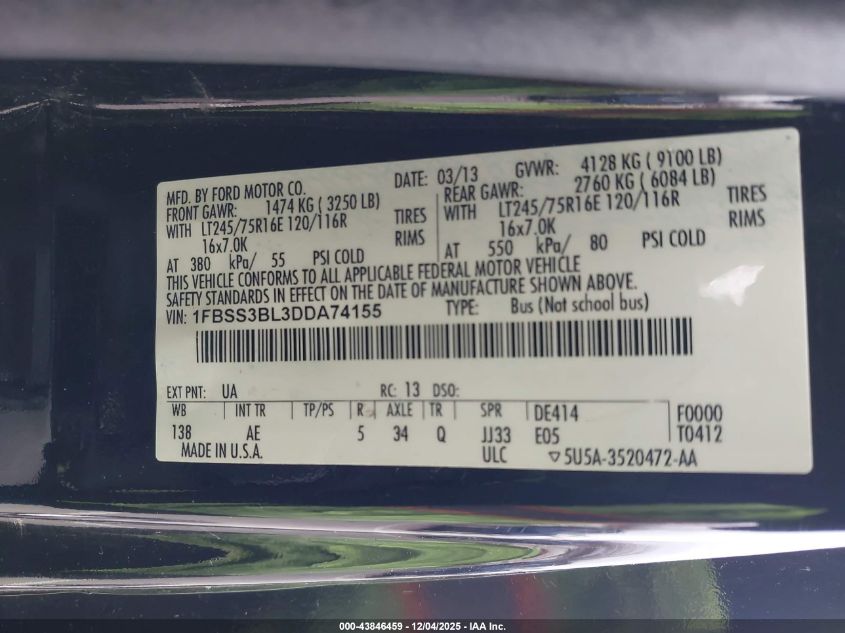 MFD. BY FORD MOTOR CO.
DATE: 03/13 GVWR: 4128 KG ( 9100 LB)
FRONT GAWR: 1474 KG ( 3250 LB)
REAR GAWR: 2760 KG ( 6084 LB)
WITH LT245/75R16E 120/116R TIRES
WITH LT245/75R16E 120/116R TIRES
16x7.0K RIMS
16x7.0K RIMS
AT 380 kPa/ 55 PSI COLD
AT 550 kPa/ 80 PSI COLD
THIS VEHICLE CONFORMS TO ALL APPLICABLE FEDERAL MOTOR VEHICLE
SAFETY STANDARDS IN EFFECT ON THE DATE OF MANUFACTURE SHOWN ABOVE.
VIN: 1FBSS3BL3DDA74155 TYPE: Bus (Not school bus)
EXT PNT: UA RC: 13 DSO:
WB INT TR TP/PS R AXLE TR SPR DE414 F0000
138 AE 5 34 Q JJ33 E05 T0412
MADE IN U.S.A. ULC ▽5U5A-3520472-AA
000-43846459 - 12/04/2025 - IAA Inc.